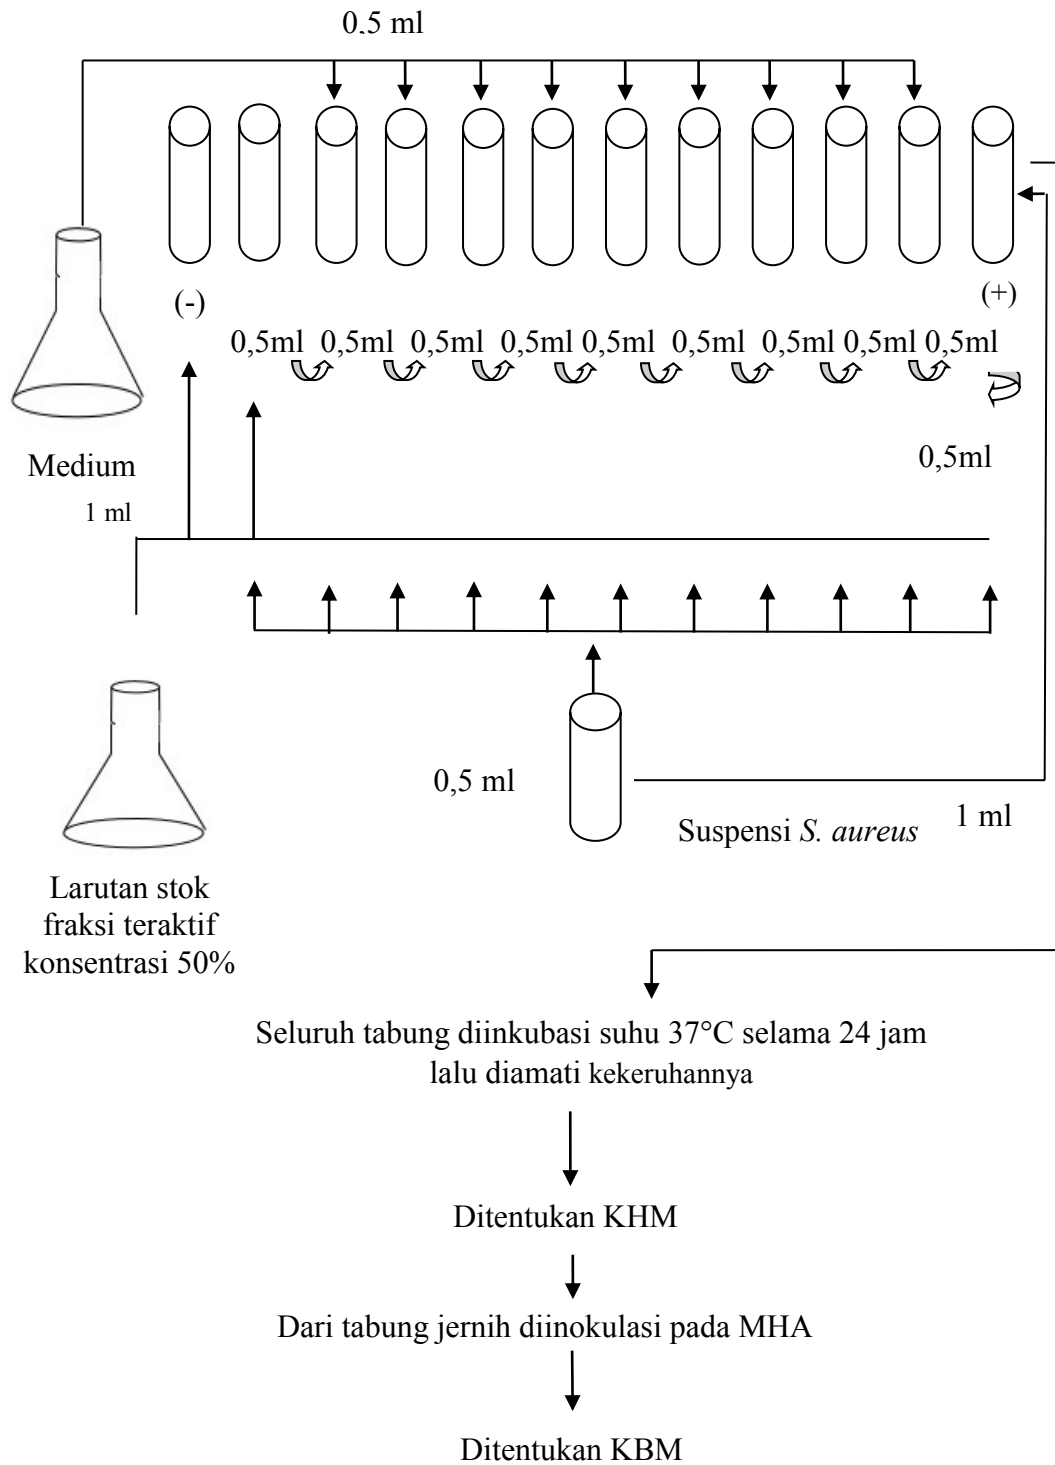 0,5 ml
(-)
(+)
0,5ml 0,5ml 0,5ml 0,5ml 0,5ml 0,5ml 0,5ml 0,5ml 0,5ml
0,5ml
Medium
1 ml
0,5 ml
1 ml
Suspensi S. aureus
Larutan stok
fraksi teraktif
konsentrasi 50%
Seluruh tabung diinkubasi suhu 37°C selama 24 jam
lalu diamati kekeruhannya
Ditentukan KHM
Dari tabung jernih diinokulasi pada MHA
Ditentukan KBM